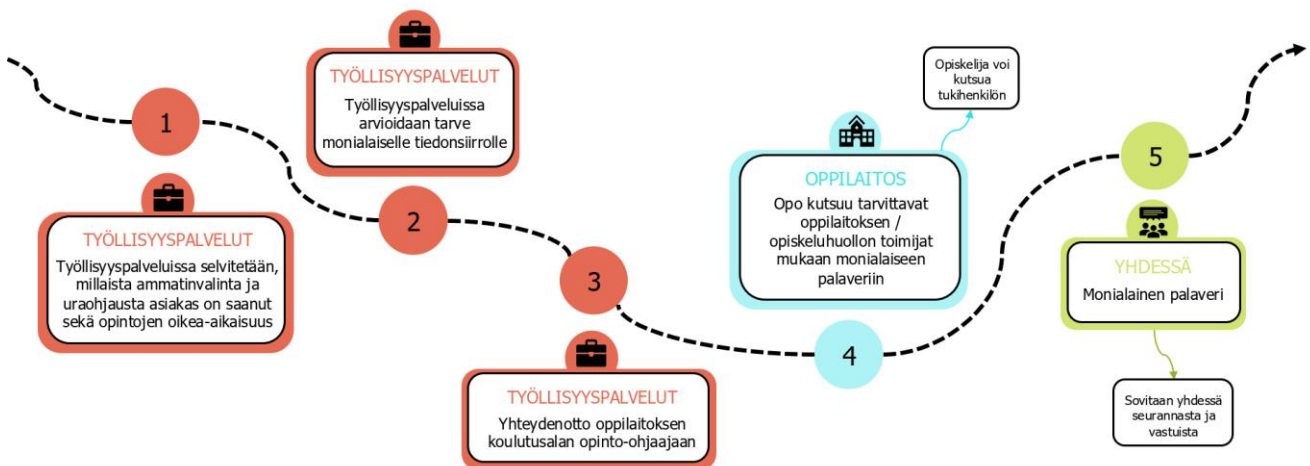 1
TYÖLLISYYSPALVELUT
Työllisyyspalveluissa selvitetään,
millaista ammatinvalinta ja
uraohjausta asiakas on saanut
sekä opintojen oikea-aikaisuus
TYÖLLISYYSPALVELUT
Työllisyyspalveluissa
arvioidaan tarve
monialaiselle tiedonsiirrolle
2
3
TYÖLLISYYSPALVELUT
Yhteydenotto oppilaitoksen
koulutusalan opinto-ohjaajaan
Opiskelija voi
kutsua
tukihenkilön
OPPILAITOS
Opo kutsuu tarvittavat
oppilaitoksen /
opiskeluhuollon toimijat
mukaan monialaiseen
palaveriin
4
5
YHDESSÄ
Monialainen palaveri
Sovitaan yhdessä
seurannasta ja
vastuista